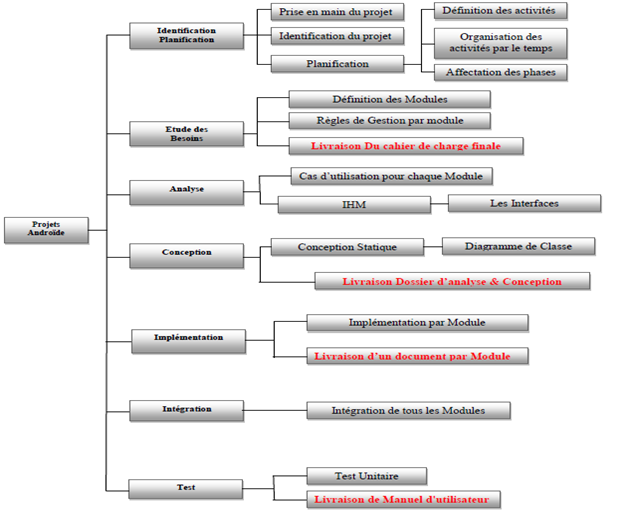 Projets
Androïde
Identification
Planification
Prise en main du projet
Identification du projet
Planification
Définition des activités
Organisation des
activités par le temps
Affectation des phases
Etude des
Besoins
Définition des Modules
Règles de Gestion par module
Livraison Du cahier de charge finale
Analyse
Cas d'utilisation pour chaque Module
IHM
Les Interfaces
Conception
Conception Statique
Diagramme de Classe
Livraison Dossier d'analyse & Conception
Implémentation
Implémentation par Module
Livraison d'un document par Module
Intégration
Intégration de tous les Modules
Test
Test Unitaire
Livraison de Manuel d'utilisateur